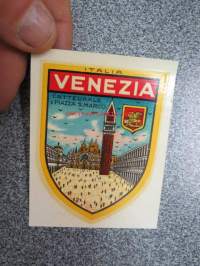 ITALIA
VENEZIA
CATTEDRALE
E PIAZZA S. MARCO